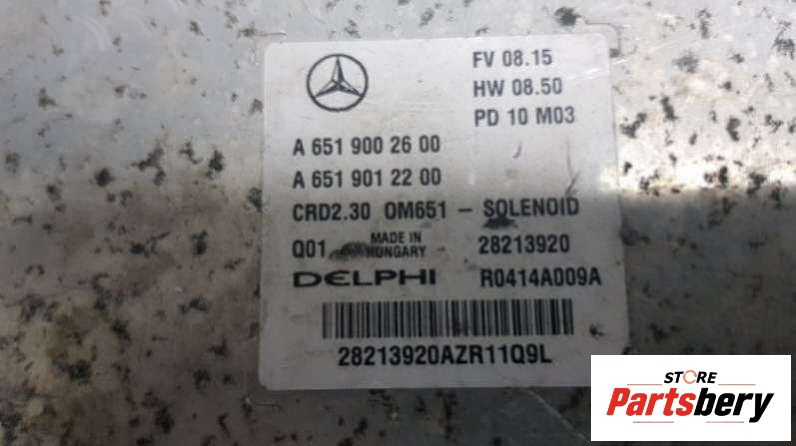 FV 08.15
HW 08.50
PD 10 M03
A 651 900 26 00
A 651 901 22 00
CRD2.30 OM651 - SOLENOID
Q01 MADE IN HUNGARY 28213920
DELPHI R0414A009A
28213920AZR11Q9L
STORE
Partsbery